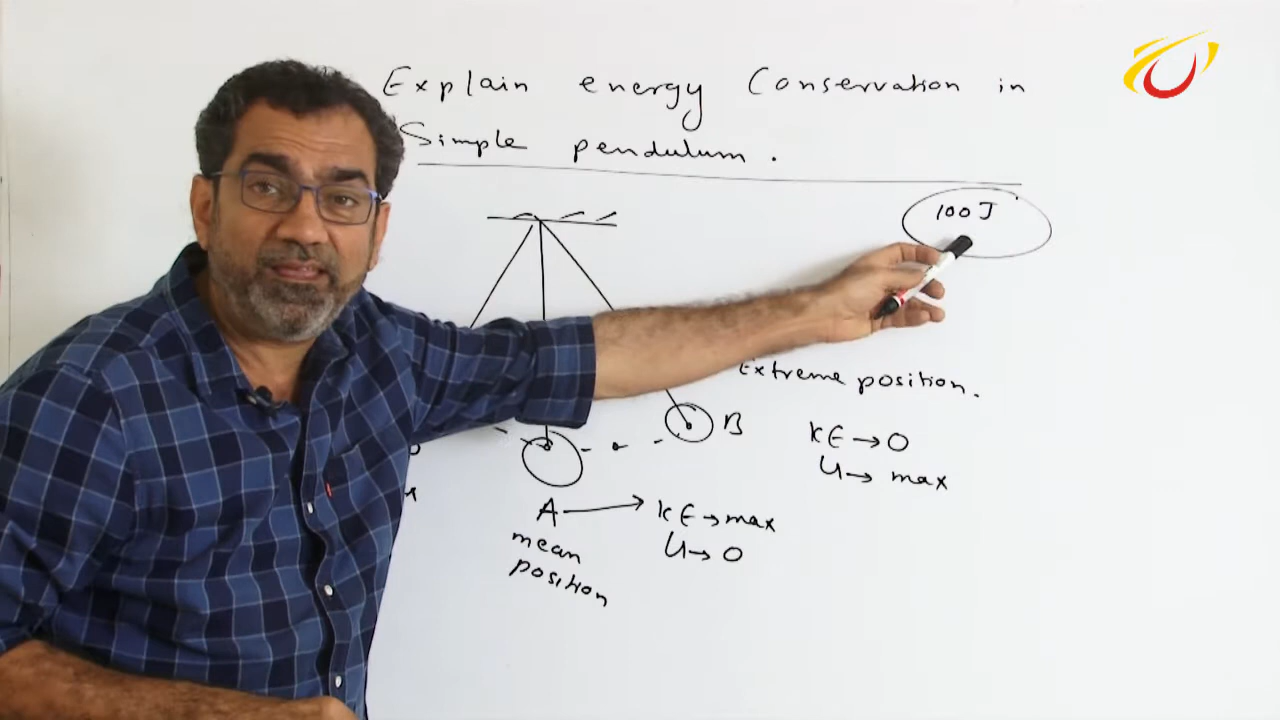 Explain energy Conservation in
Simple pendulum.
100 J
Extreme position.
B
KE → 0
U → max
A → KE → max
U → 0
mean
position